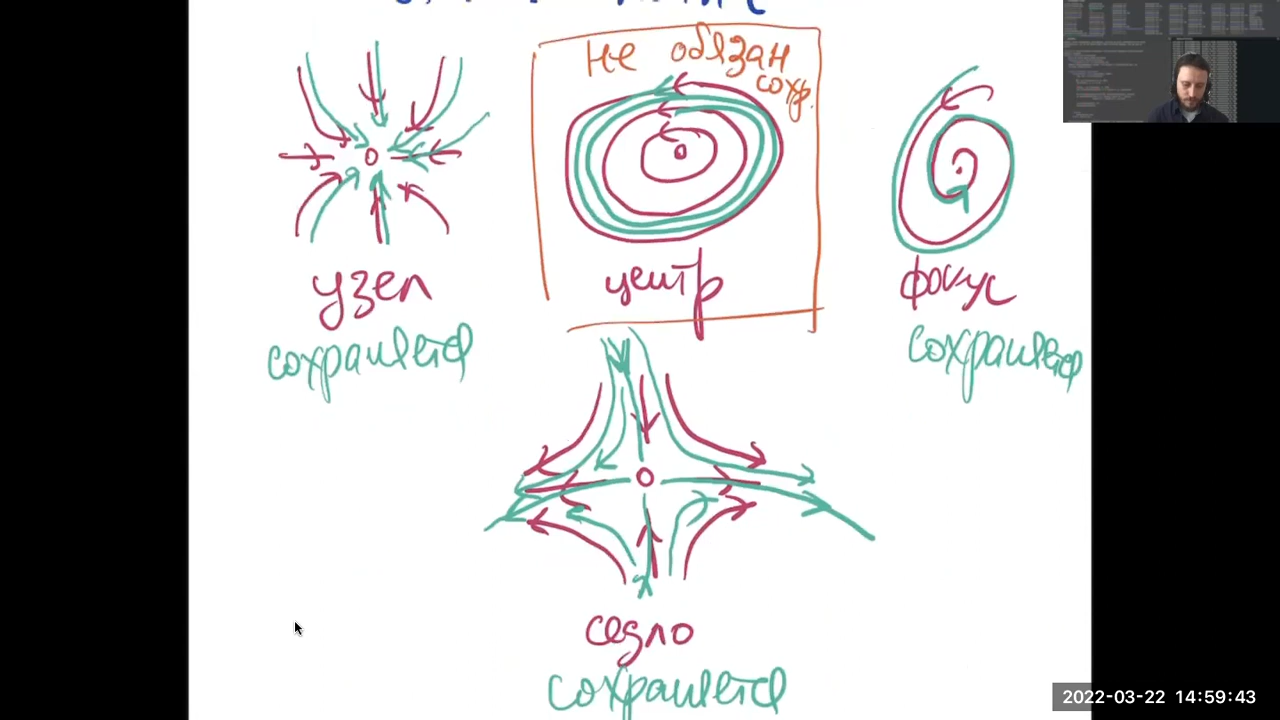 не обязан
сохр.
узел
центр
фокус
сохраняется
сохраняется
седло
сохраняется
2022-03-22 14:59:43